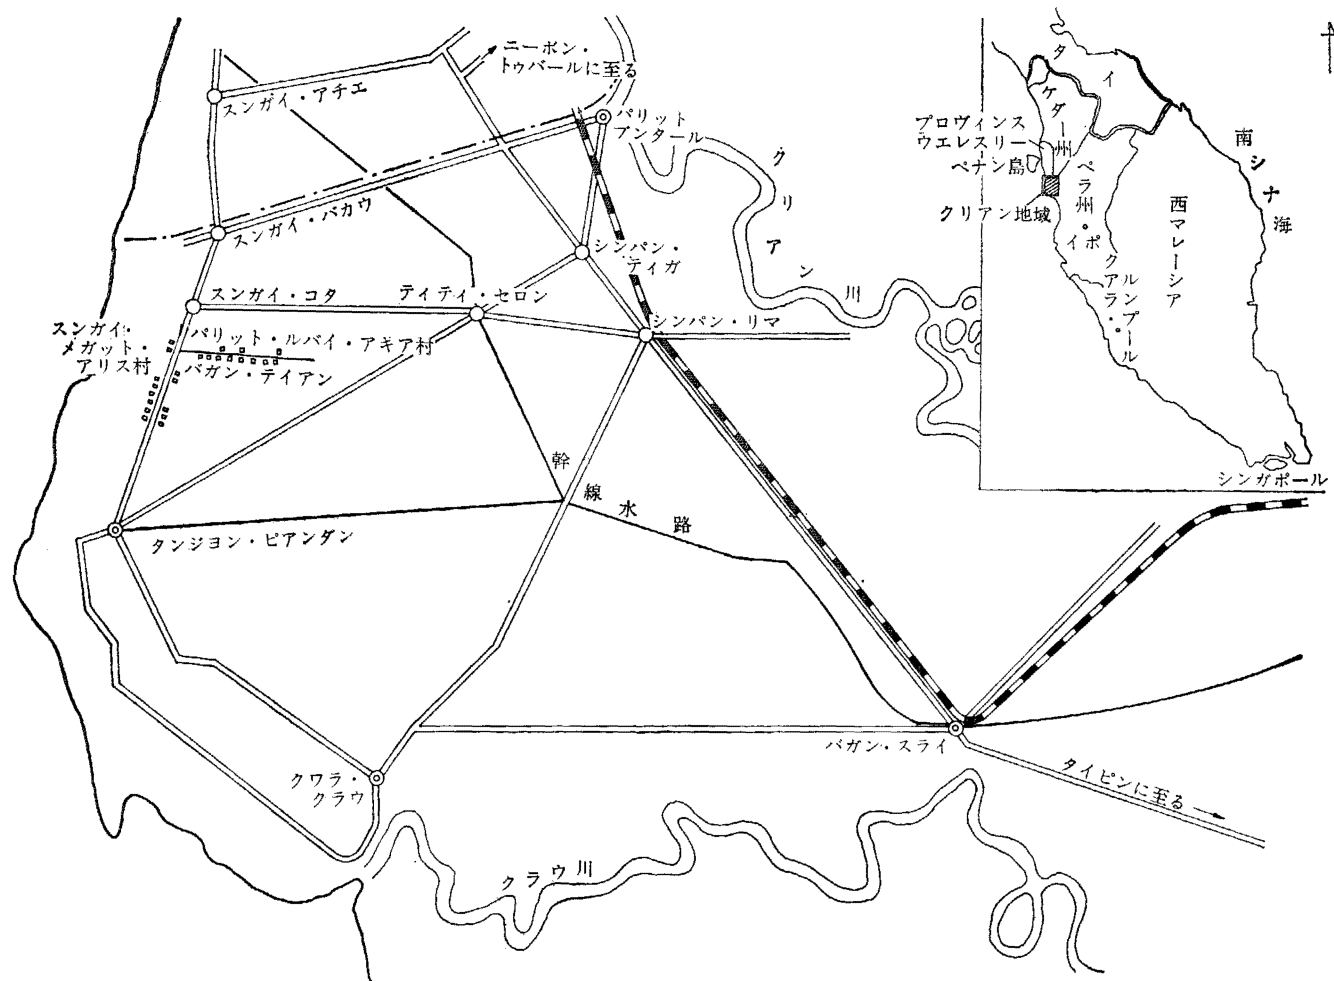 ニーボン・
トゥバールに至る
スンガイ・アチエ
パリット
ブンタール
スンガイ・バカウ
シンパン・
ティガ
クリアン川
スンガイ・コタ
テイテイ・セロン
シンパン・リマ
スンガイ・
メガット・
アリス村
パリット・ルバイ・アキア村
バガン・テイアン
幹線水路
タンジヨン・ピアンダン
バガン・スライ
クワラ・
クラウ
タイピンに至る
クラウ川
タイ
ケダー州
プロヴィンス
ウエレスリー
ペナン島
ペラ州
クリアン地域
イポ
クアラ・
ルンプール
西マレーシア
南シナ海
シンガポール